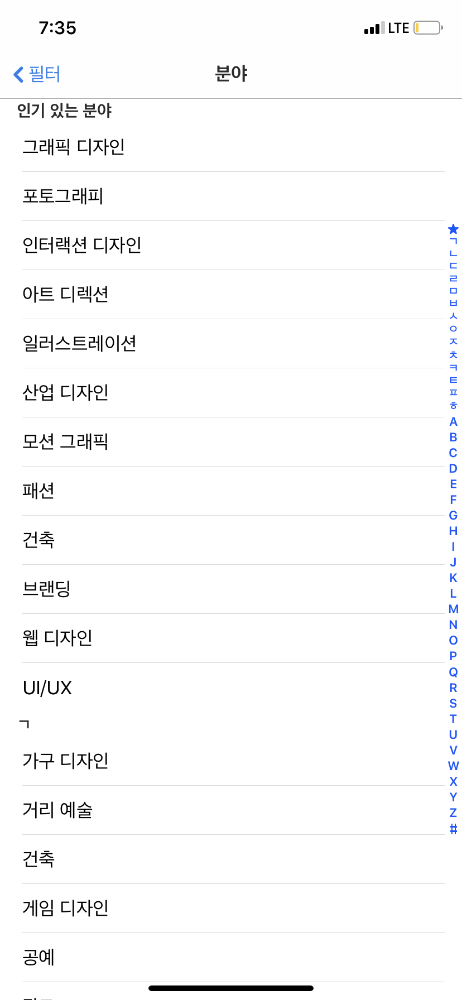 7:35
LTE
필터
분야
인기 있는 분야
그래픽 디자인
포토그래피
인터랙션 디자인
아트 디렉션
일러스트레이션
산업 디자인
모션 그래픽
패션
건축
브랜딩
웹 디자인
UI/UX
ㄱ
가구 디자인
거리 예술
건축
게임 디자인
공예
★
ㄱ
ㄴ
ㄷ
ㄹ
ㅁ
ㅂ
ㅅ
ㅇ
ㅈ
ㅊ
ㅋ
ㅌ
ㅍ
ㅎ
A
B
C
D
E
F
G
H
I
J
K
L
M
N
O
P
Q
R
S
T
U
V
W
X
Y
Z
#